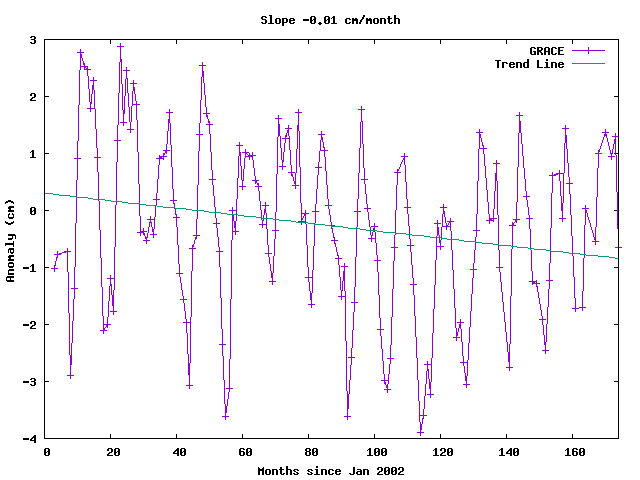 Slope -0.01 cm/month
GRACE
Trend Line
3
2
1
0
-1
-2
-3
-4
Anomaly (cm)
0 20 40 60 80 100 120 140 160
Months since Jan 2002